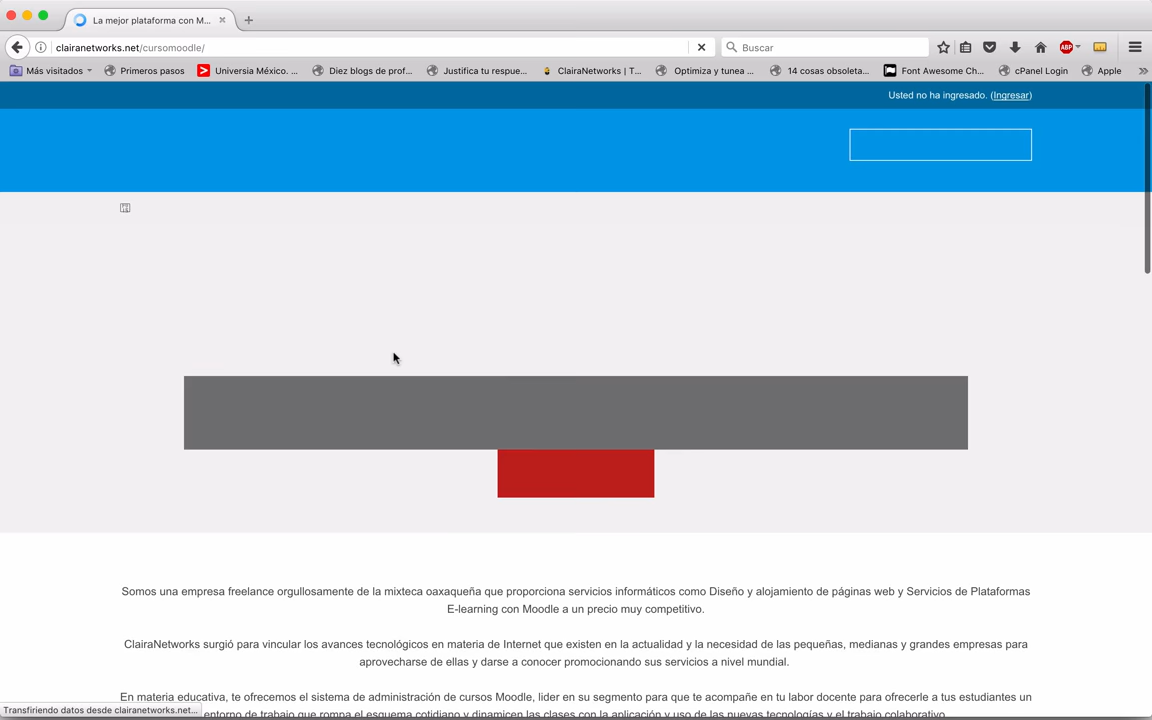 La mejor plataforma con M...
clairanetworks.net/cursomoodle/
Buscar
Más visitados
Primeros pasos
Universia México. ...
Diez blogs de prof...
Justifica tu respue...
ClairaNetworks | T...
Optimiza y tunea ...
14 cosas obsoleta...
Font Awesome Ch...
cPanel Login
Apple
Usted no ha ingresado. (Ingresar)
Somos una empresa freelance orgullosamente de la mixteca oaxaqueña que proporciona servicios informáticos como Diseño y alojamiento de páginas web y Servicios de Plataformas
E-learning con Moodle a un precio muy competitivo.
ClairaNetworks surgió para vincular los avances tecnológicos en materia de Internet que existen en la actualidad y la necesidad de las pequeñas, medianas y grandes empresas para
aprovecharse de ellas y darse a conocer promocionando sus servicios a nivel mundial.
En materia educativa, te ofrecemos el sistema de administración de cursos Moodle, lider en su segmento para que te acompañe en tu labor docente para ofrecerle a tus estudiantes un
entorno de trabajo que rompa el esquema cotidiano y dinamicen las clases con la aplicación y uso de las nuevas tecnologías y el trabajo colaborativo.
Transfiriendo datos desde clairanetworks.net...